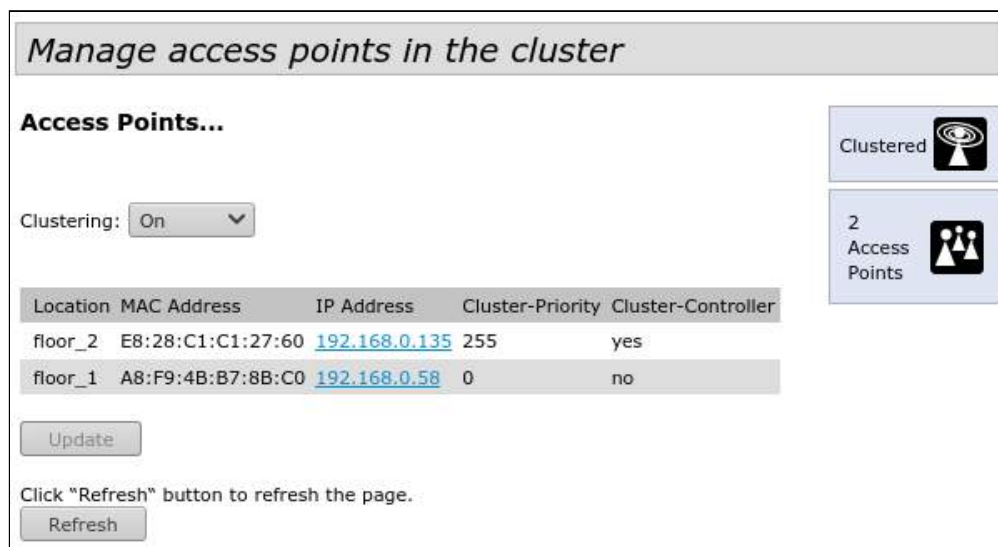 Manage access points in the cluster
Access Points...
Clustered
Clustering: On
2
Access
Points
Location MAC Address IP Address Cluster-Priority Cluster-Controller
floor_2 E8:28:C1:C1:27:60 192.168.0.135 255 yes
floor_1 A8:F9:4B:B7:8B:C0 192.168.0.58 0 no
Update
Click "Refresh" button to refresh the page.
Refresh